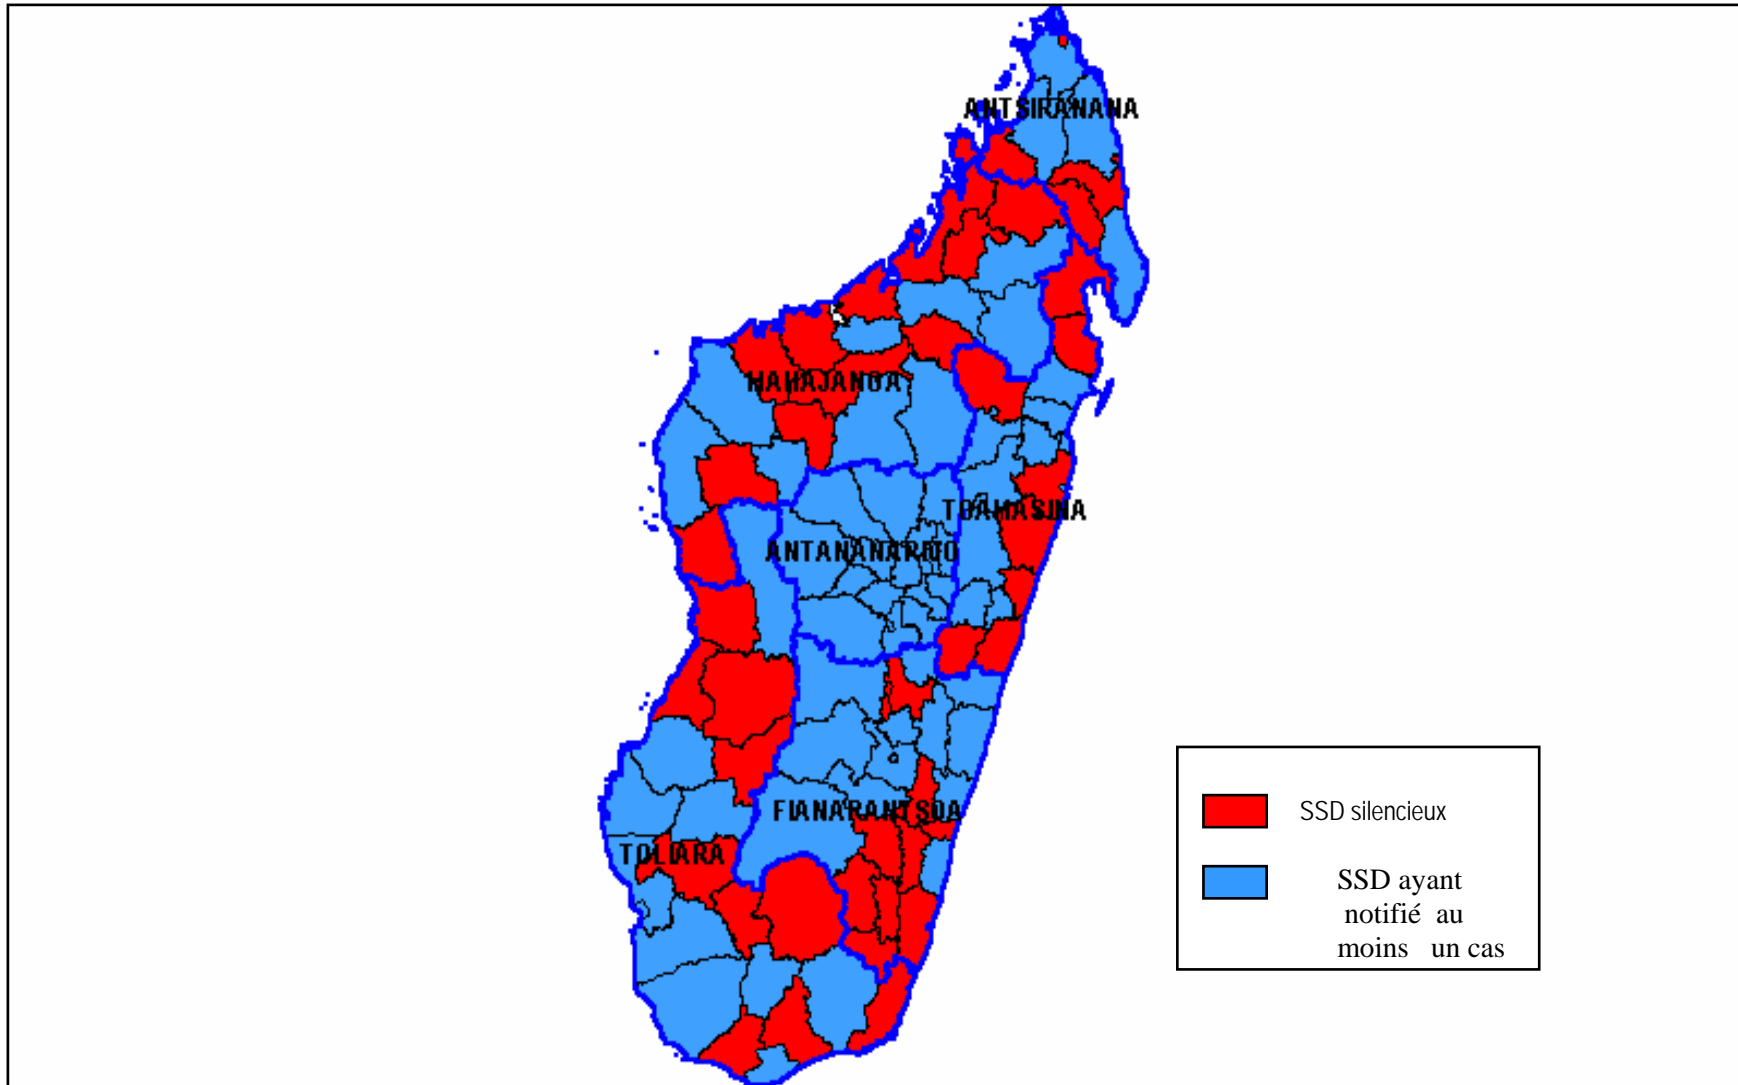 ANTSIRANANA
MAHAJANGA
TOAMASINA
ANTANANARIVO
FIANARANTSOA
TOLIARA
SSD silencieux
SSD ayant
notifié au
moins un cas